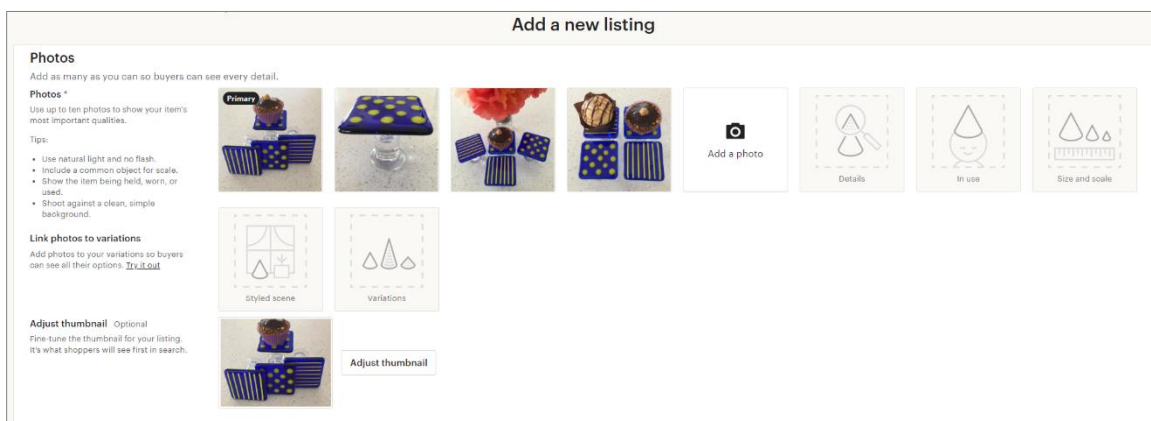 Add a new listing
Photos
Add as many as you can so buyers can see every detail.
Photos *
Use up to ten photos to show your item's
most important qualities.
Tips:
• Use natural light and no flash.
• Include a common object for scale.
• Show the item being held, worn, or
used.
• Shoot against a clean, simple
background.
Primary
Add a photo
Details
In use
Size and scale
Link photos to variations
Add photos to your variations so buyers
can see all their options. Try it out
Styled scene
Variations
Adjust thumbnail Optional
Fine-tune the thumbnail for your listing.
It's what shoppers will see first in search.
Adjust thumbnail